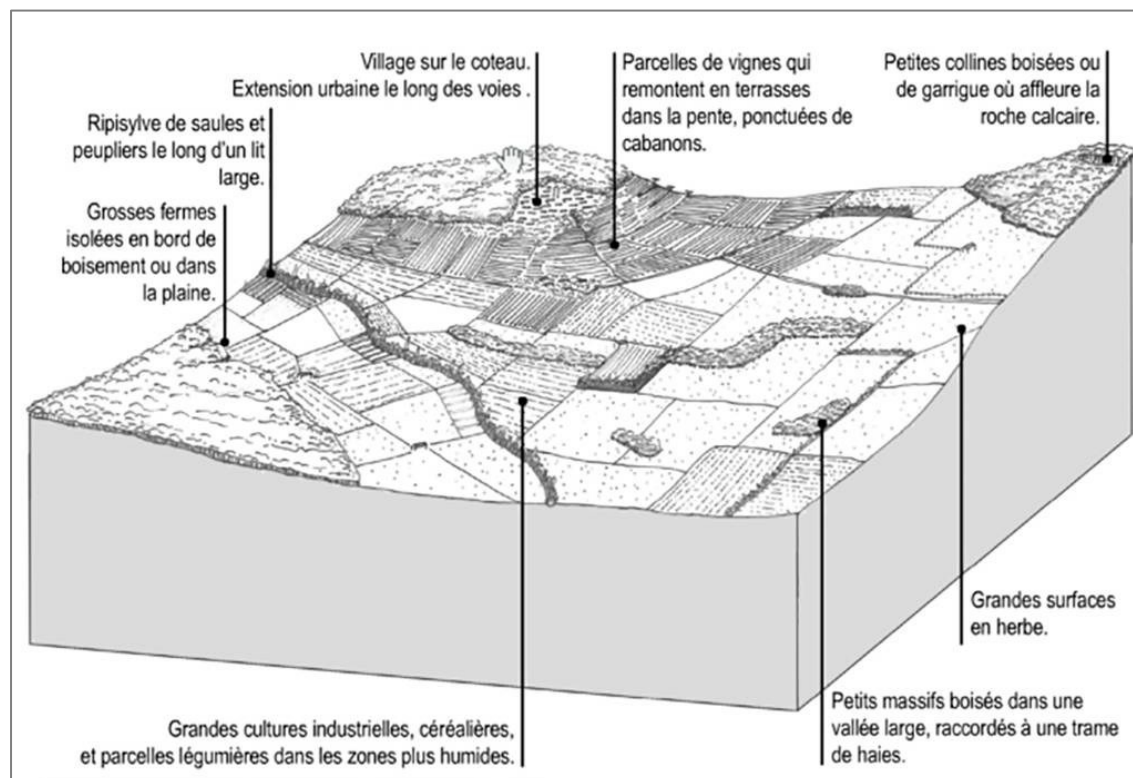 Village sur le coteau.
Extension urbaine le long des voies .
Parcelles de vignes qui
remontent en terrasses
dans la pente, ponctuées de
cabanons.
Petites collines boisées ou
de garrigue où affleure la
roche calcaire.
Ripisylve de saules et
peupliers le long d'un lit
large.
Grosses fermes
isolées en bord de
boisement ou dans
la plaine.
Grandes surfaces
en herbe.
Petits massifs boisés dans une
vallée large, raccordés à une trame
de haies.
Grandes cultures industrielles, céréalières,
et parcelles légumières dans les zones plus humides.